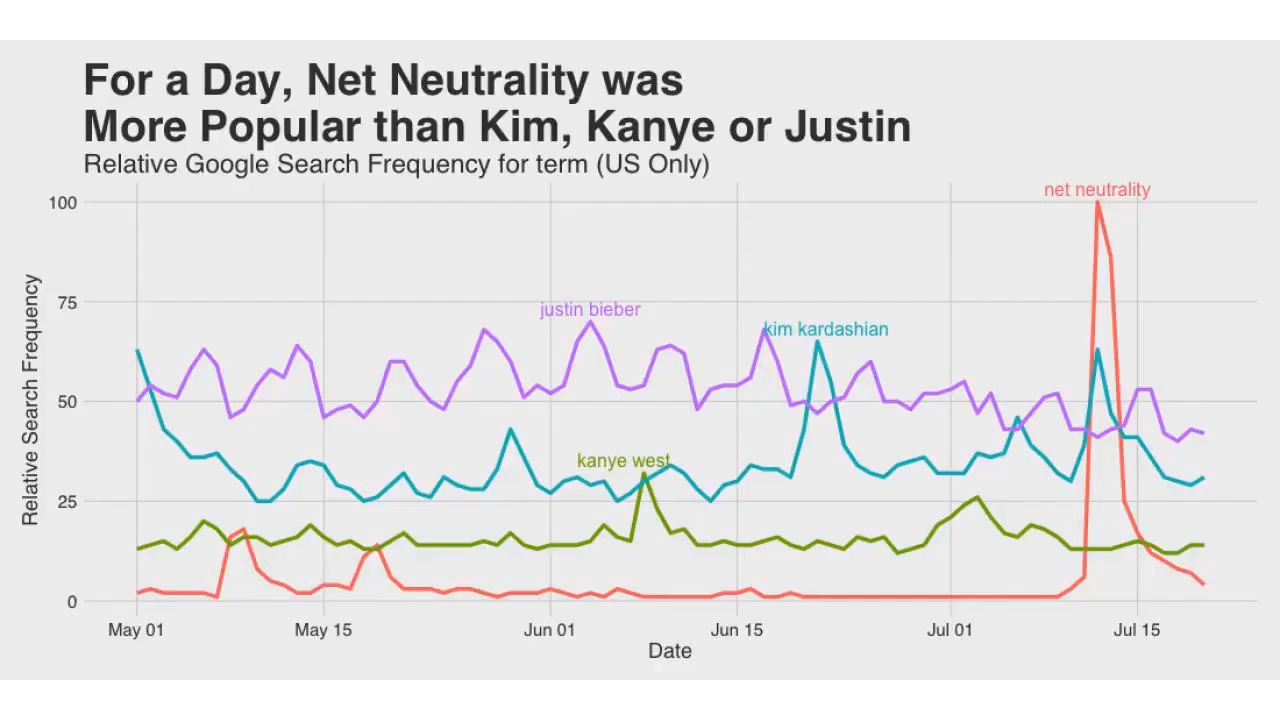 For a Day, Net Neutrality was
More Popular than Kim, Kanye or Justin
Relative Google Search Frequency for term (US Only)
net neutrality
100
justin bieber
75
kim kardashian
50
kanye west
25
0
Relative Search Frequency
May 01
May 15
Jun 01
Jun 15
Jul 01
Jul 15
Date